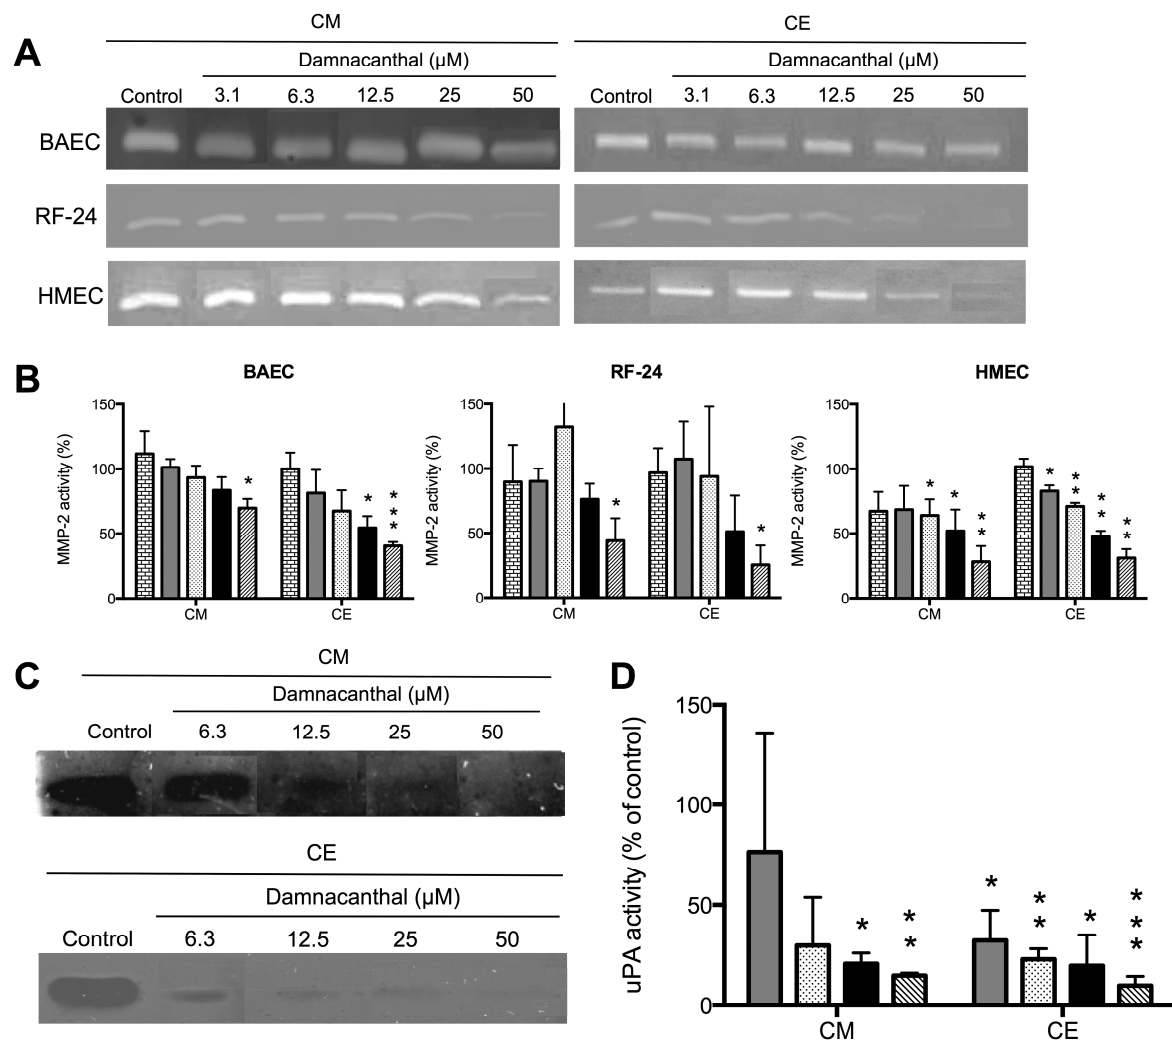 A
CM
Damnacanthal (µM)
Control 3.1 6.3 12.5 25 50
CE
Damnacanthal (µM)
Control 3.1 6.3 12.5 25 50
BAEC
RF-24
HMEC
B
BAEC
MMP-2 activity (%)
150
100
50
0
*
*
* * *
CM CE
RF-24
MMP-2 activity (%)
150
100
50
0
*
*
CM CE
HMEC
MMP-2 activity (%)
150
100
50
0
* * * *
* * * * * * *
CM CE
C
CM
Damnacanthal (µM)
Control 6.3 12.5 25 50
CE
Damnacanthal (µM)
Control 6.3 12.5 25 50
D
uPA activity (% of control)
150
100
50
0
* * *
* * * * * * *
CM CE